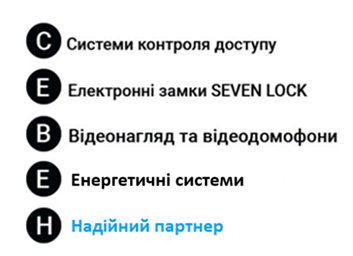 С Системи контроля доступу
Е Електронні замки SEVEN LOCK
В Відеонагляд та відеодомофони
Е Енергетичні системи
Н Надійний партнер